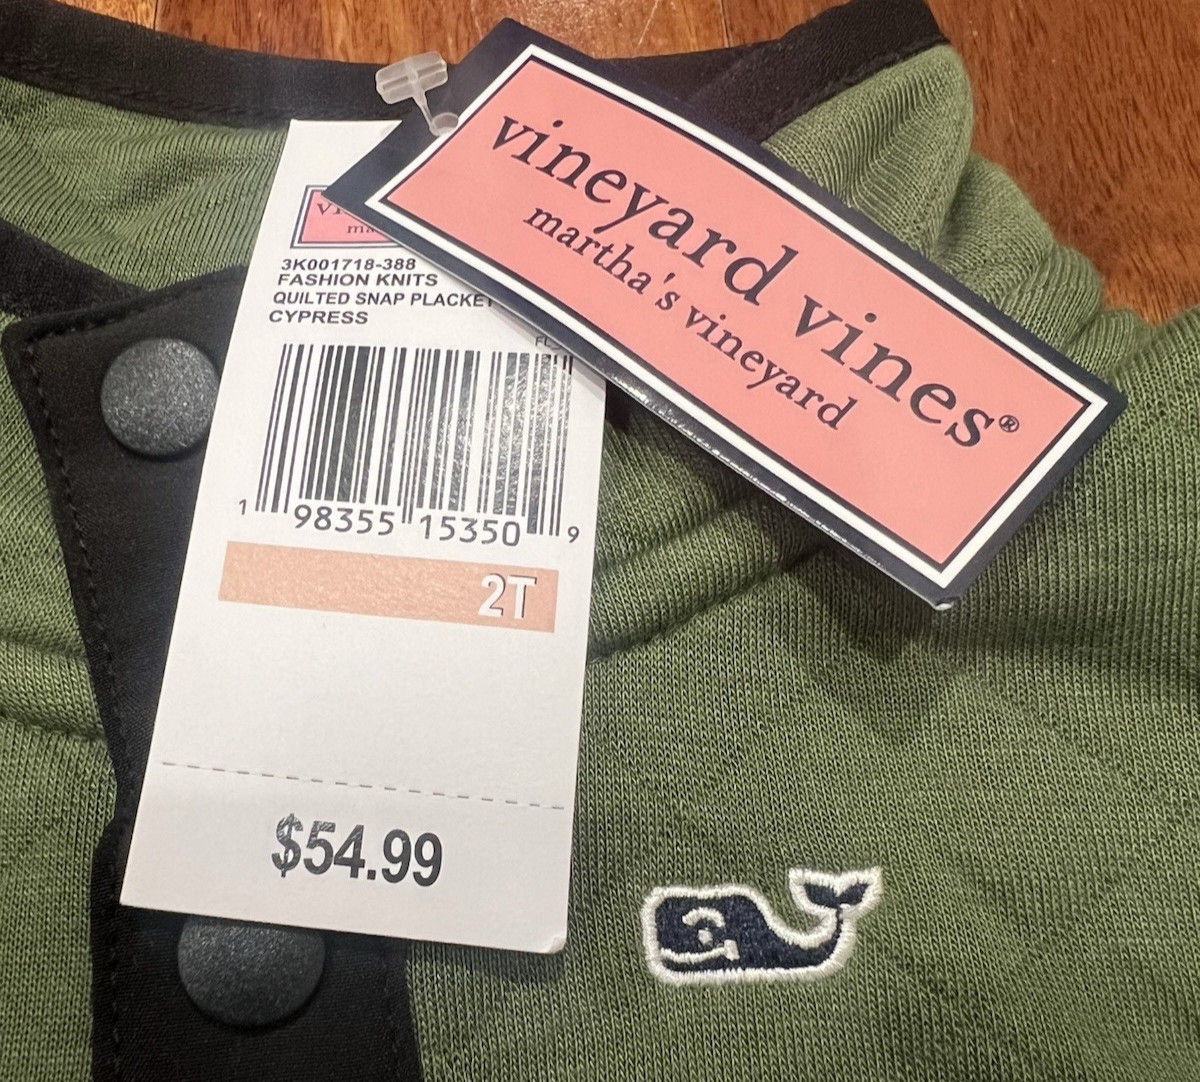 vineyard vines®
martha's vineyard
3K001718-388
FASHION KNITS
QUILTED SNAP PLACKET
CYPRESS
1 98355 15350 9
2T
$54.99